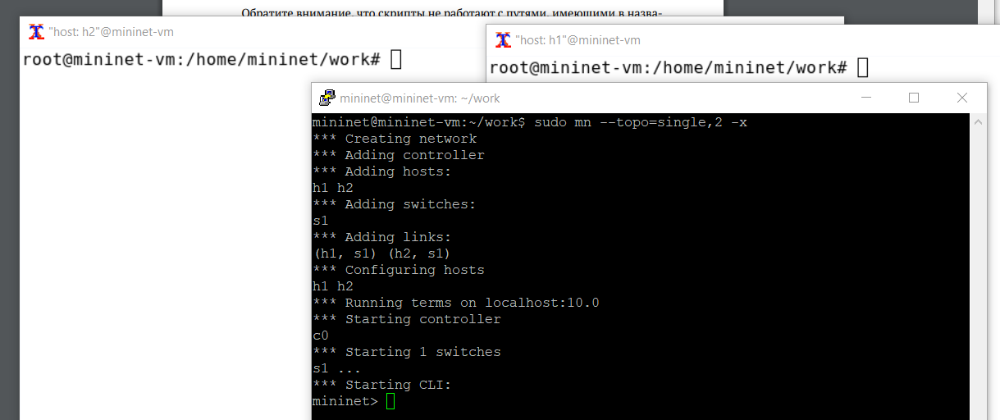 Обратите внимание, что скрипты не работают с путями, имеющими в назва-
"host: h2"@mininet-vm
root@mininet-vm:/home/mininet/work#
"host: h1"@mininet-vm
root@mininet-vm:/home/mininet/work#
mininet@mininet-vm: ~/work
mininet@mininet-vm:~/work$ sudo mn --topo=single,2 -x
*** Creating network
*** Adding controller
*** Adding hosts:
h1 h2
*** Adding switches:
s1
*** Adding links:
(h1, s1) (h2, s1)
*** Configuring hosts
h1 h2
*** Running terms on localhost:10.0
*** Starting controller
c0
*** Starting 1 switches
s1 ...
*** Starting CLI:
mininet>